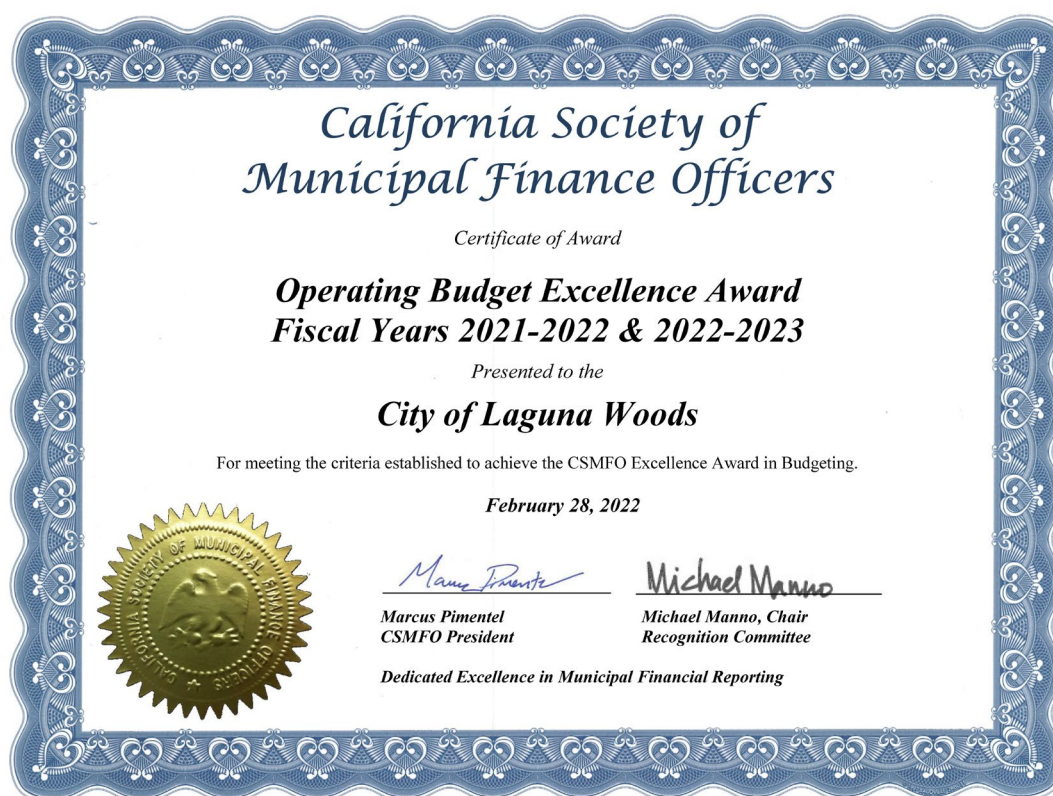 California Society of
Municipal Finance Officers
Certificate of Award
Operating Budget Excellence Award
Fiscal Years 2021-2022 & 2022-2023
Presented to the
City of Laguna Woods
For meeting the criteria established to achieve the CSMFO Excellence Award in Budgeting.
February 28, 2022
CALIFORNIA SOCIETY OF MUNICIPAL FINANCE OFFICERS
Marcus Pimentel
Michael Manno
Marcus Pimentel
Michael Manno, Chair
CSMFO President
Recognition Committee
Dedicated Excellence in Municipal Financial Reporting